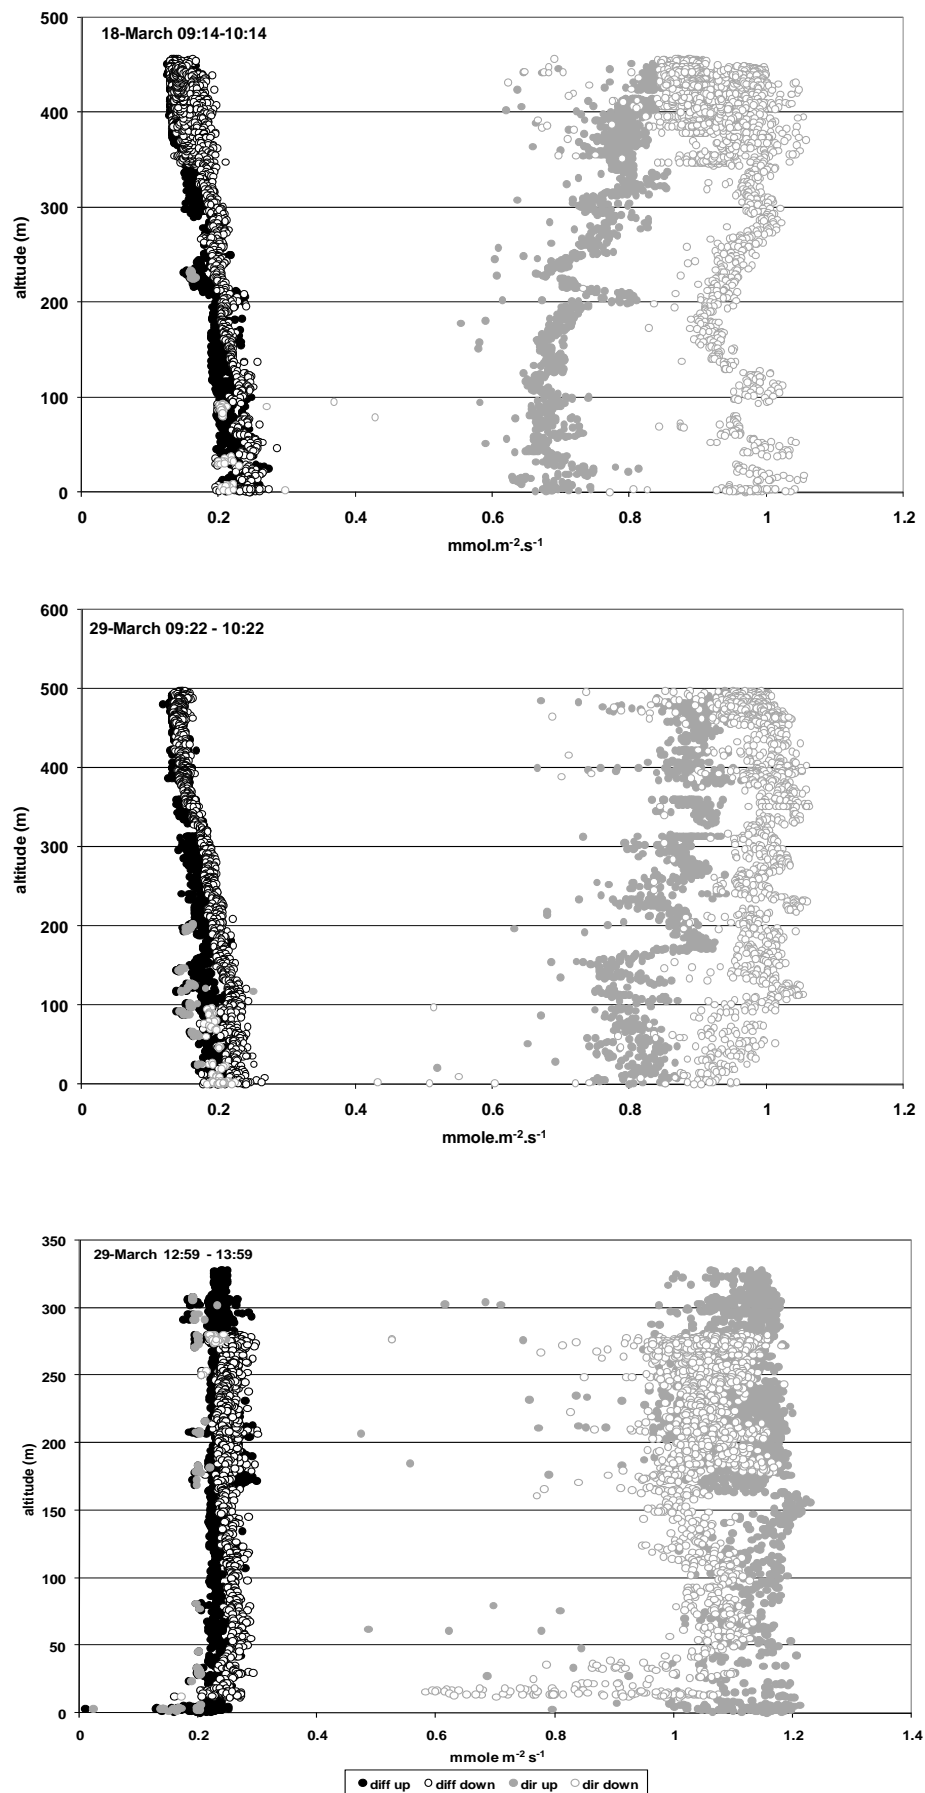 500
18-March 09:14-10:14
400
300
200
100
0
altitude (m)
0 0.2 0.4 0.6 0.8 1 1.2
mmol.m-2.s-1
600
29-March 09:22 - 10:22
500
400
300
200
100
0
altitude (m)
0 0.2 0.4 0.6 0.8 1 1.2
mmole.m-2.s-1
350
29-March 12:59 - 13:59
300
250
200
150
100
50
0
altitude (m)
0 0.2 0.4 0.6 0.8 1 1.2 1.4
mmole m-2 s-1
diff up diff down dir up dir down